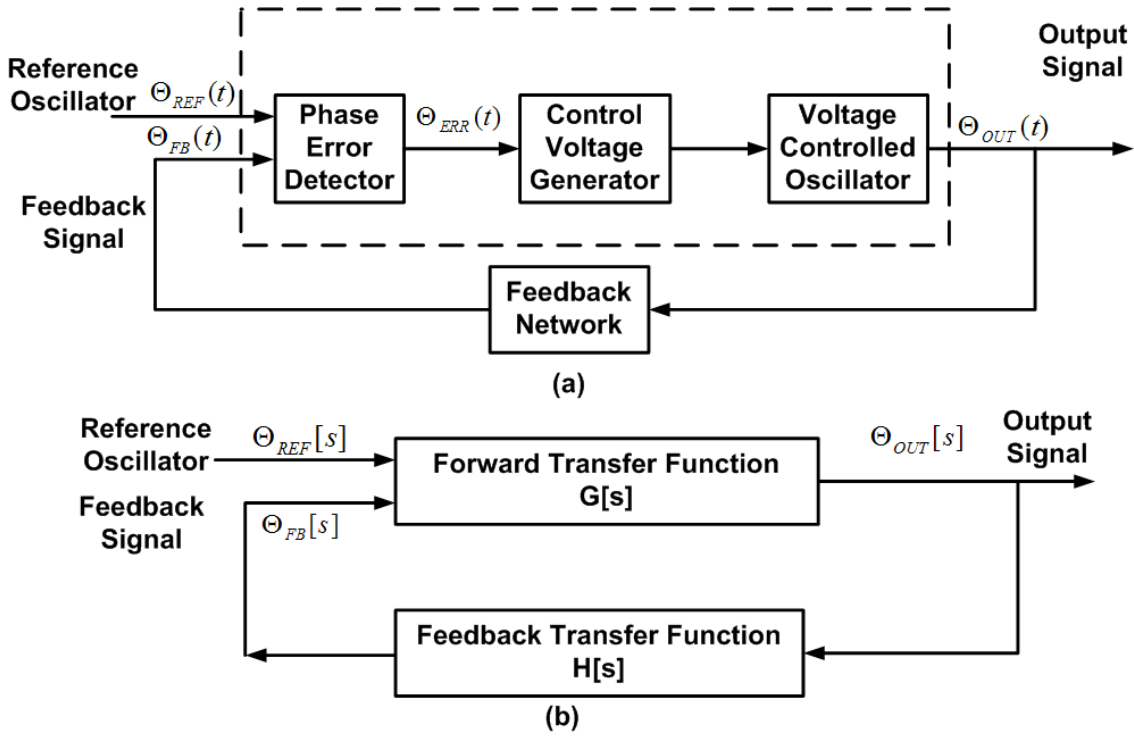 Output
Signal
Reference
Oscillator
Θ_REF(t)
Θ_FB(t)
Phase
Error
Detector
Θ_ERR(t)
Control
Voltage
Generator
Voltage
Controlled
Oscillator
Θ_OUT(t)
Feedback
Signal
Feedback
Network
(a)
Reference
Oscillator
Θ_REF[s]
Forward Transfer Function
G[s]
Θ_OUT[s]
Output
Signal
Feedback
Signal
Θ_FB[s]
Feedback Transfer Function
H[s]
(b)